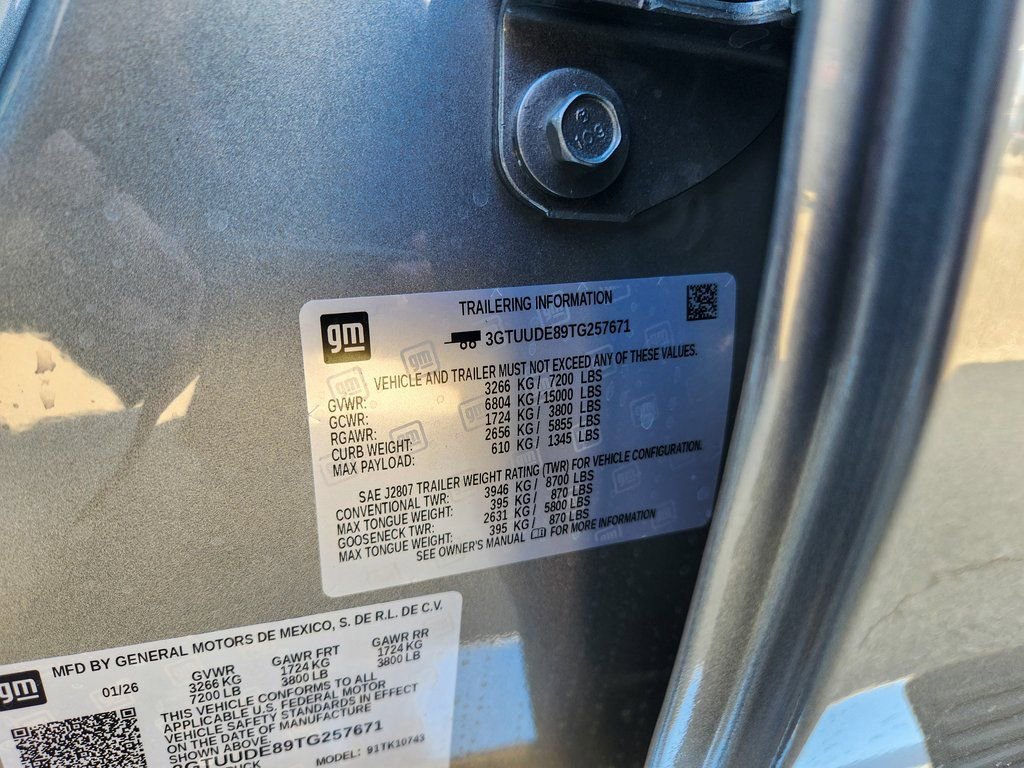 109
TRAILERING INFORMATION
gm
3GTUUDE89TG257671
VEHICLE AND TRAILER MUST NOT EXCEED ANY OF THESE VALUES.
GVWR: 3266 KG/ 7200 LBS
GCWR: 6804 KG/ 15000 LBS
RGAWR: 1724 KG/ 3800 LBS
CURB WEIGHT: 2656 KG/ 5855 LBS
MAX PAYLOAD: 610 KG/ 1345 LBS
SAE J2807 TRAILER WEIGHT RATING (TWR) FOR VEHICLE CONFIGURATION.
CONVENTIONAL TWR: 3946 KG/ 8700 LBS
MAX TONGUE WEIGHT: 395 KG/ 870 LBS
GOOSENECK TWR: 2631 KG/ 5800 LBS
MAX TONGUE WEIGHT: 395 KG/ 870 LBS
SEE OWNER'S MANUAL FOR MORE INFORMATION
MFD BY GENERAL MOTORS DE MEXICO, S. DE R.L. DE C.V.
gm
01/26 GVWR GAWR FRT GAWR RR
3266 KG 1724 KG 1724 KG
7200 LB 3800 LB 3800 LB
THIS VEHICLE CONFORMS TO ALL
APPLICABLE U.S. FEDERAL MOTOR
VEHICLE SAFETY STANDARDS IN EFFECT
ON THE DATE OF MANUFACTURE
SHOWN ABOVE.
3GTUUDE89TG257671
MODEL: 91TK10743